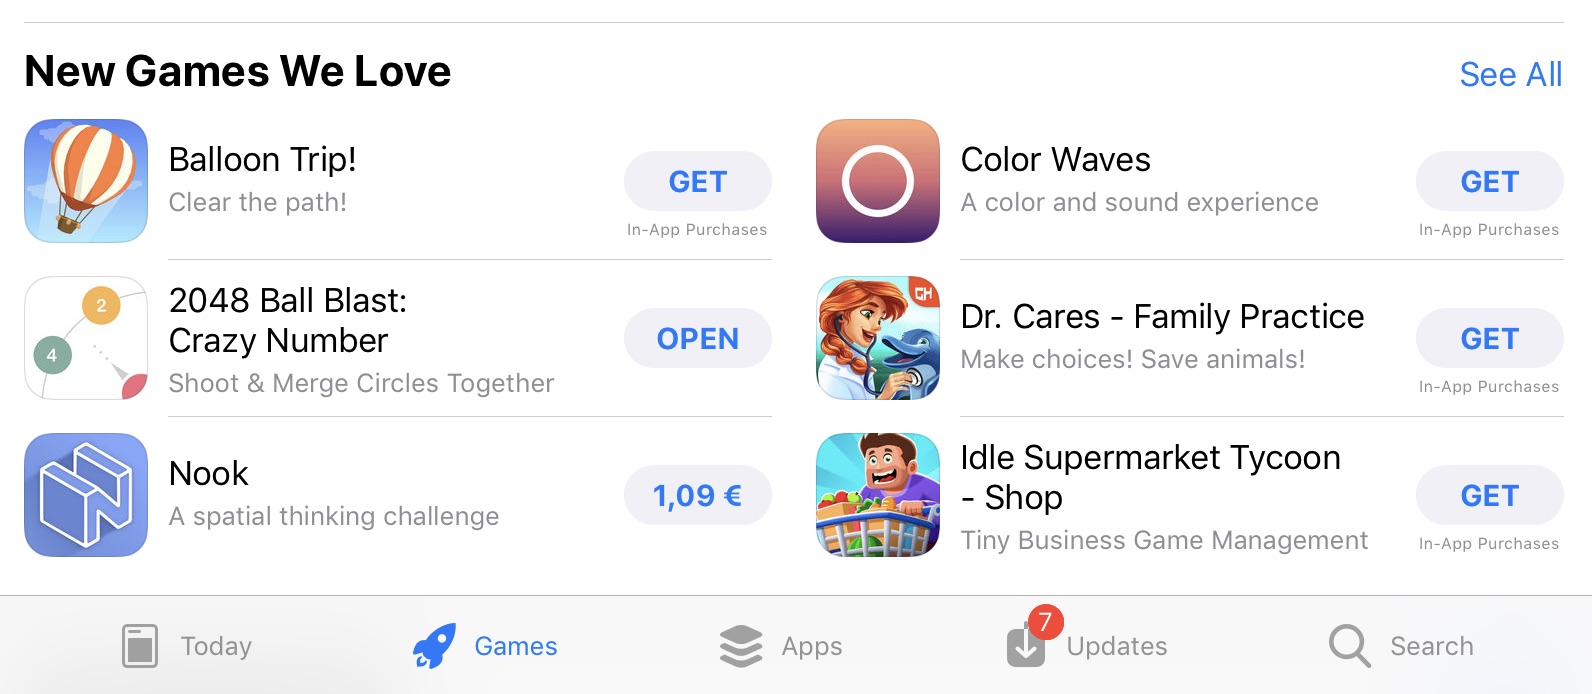 New Games We Love
See All
Balloon Trip!
Clear the path!
GET
In-App Purchases
Color Waves
A color and sound experience
GET
In-App Purchases
2
4
2048 Ball Blast:
Crazy Number
Shoot & Merge Circles Together
OPEN
GH
Dr. Cares - Family Practice
Make choices! Save animals!
GET
In-App Purchases
N
Nook
A spatial thinking challenge
1,09 €
Idle Supermarket Tycoon
- Shop
Tiny Business Game Management
GET
In-App Purchases
Today
Games
Apps
7
Updates
Search